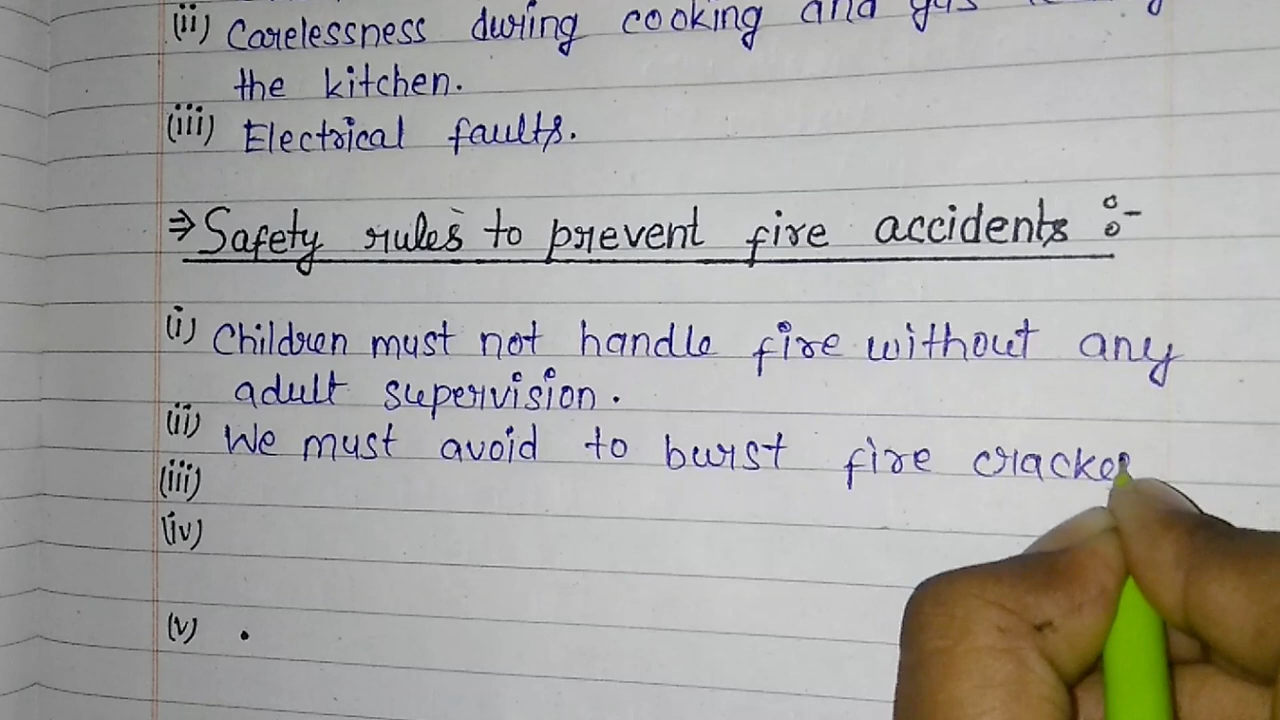 (ii) Carelessness during cooking and gas
the kitchen.
(iii) Electrical faults.
⇒ Safety rules to prevent fire accidents :-
(i) Children must not handle fire without any
adult supervision.
(ii) We must avoid to burst fire cracke
(iii)
(iv)
(v) .